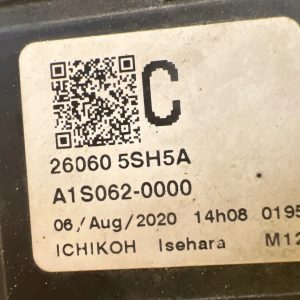 C
26060 5SH5A
A1S062-0000
06/Aug/2020 14h08 0195
ICHIKOH Isehara M12